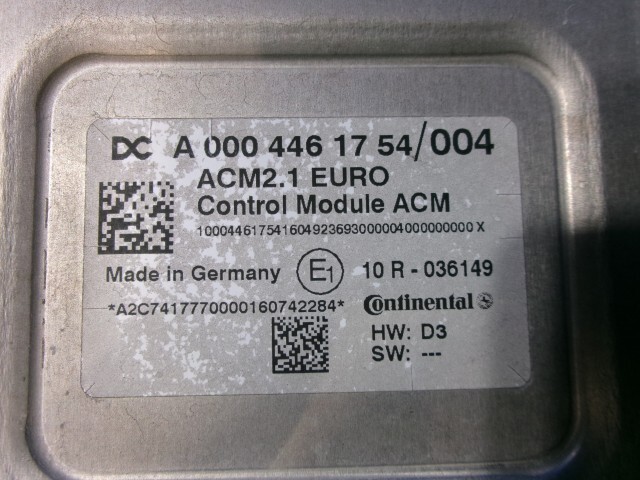 DC A 000 446 17 54/004
ACM2.1 EURO
Control Module ACM
10004461754160492369300000400000000 X
Made in Germany E1 10 R - 036149
*A2C7417770000160742284* Continental
HW: D3
SW: ---